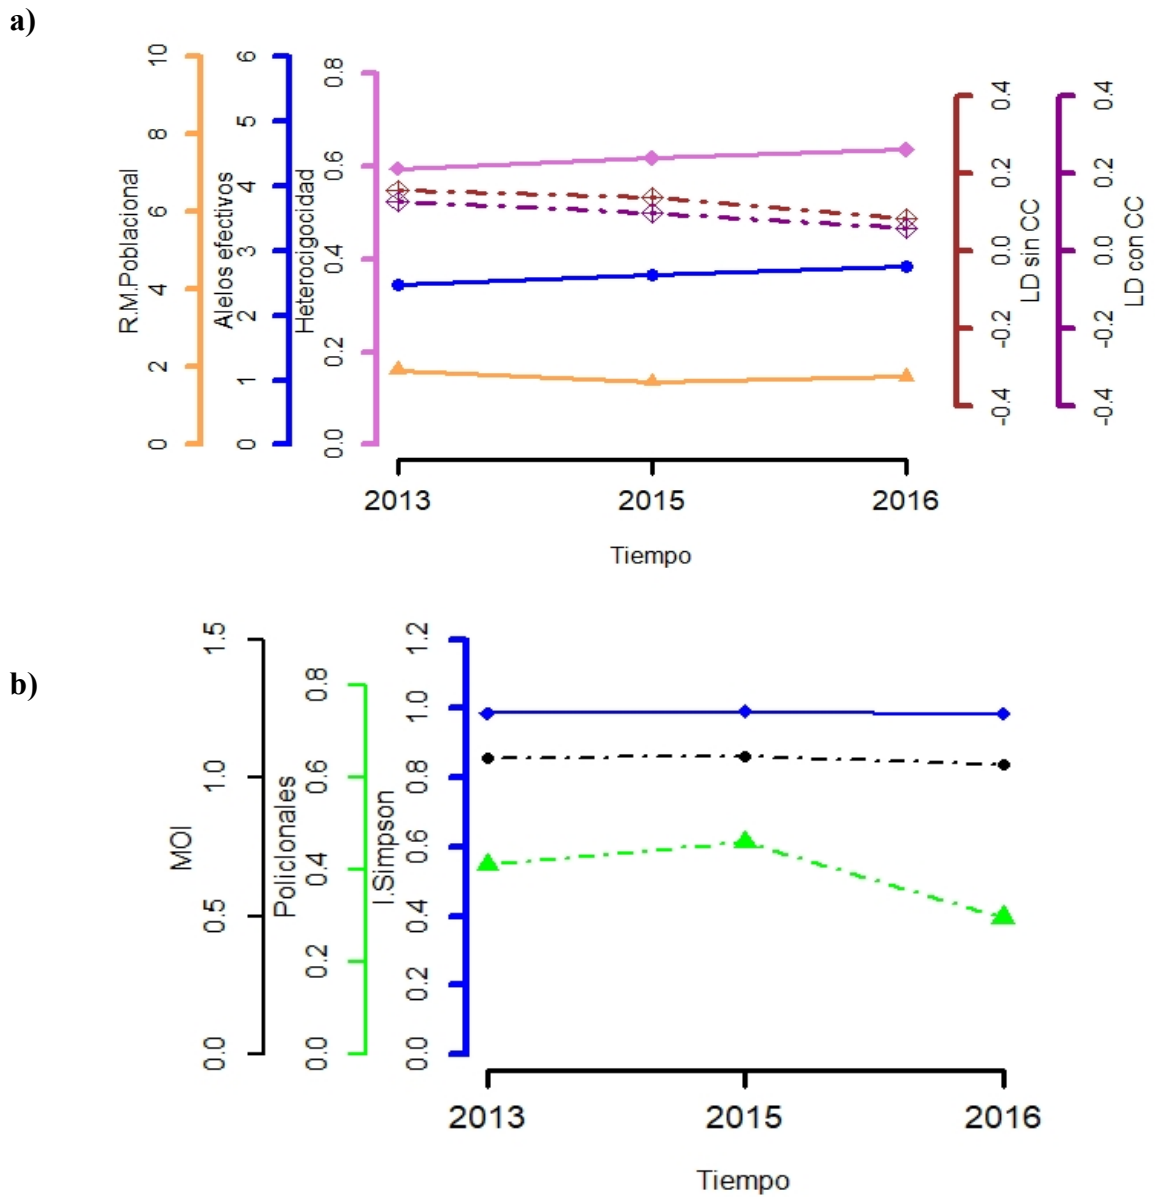 a)
R.M.Poblacional
0 2 4 6 8 10
Alelos efectivos
0 1 2 3 4 5 6
Heterocigocidad
0.0 0.2 0.4 0.6 0.8
-0.4 -0.2 0.0 0.2 0.4
LD sin CC
-0.4 -0.2 0.0 0.2 0.4
LD con CC
2013 2015 2016
Tiempo
b)
MOI
0.0 0.5 1.0 1.5
Policlonales
0.0 0.2 0.4 0.6 0.8
I.Simpson
0.0 0.2 0.4 0.6 0.8 1.0 1.2
2013 2015 2016
Tiempo